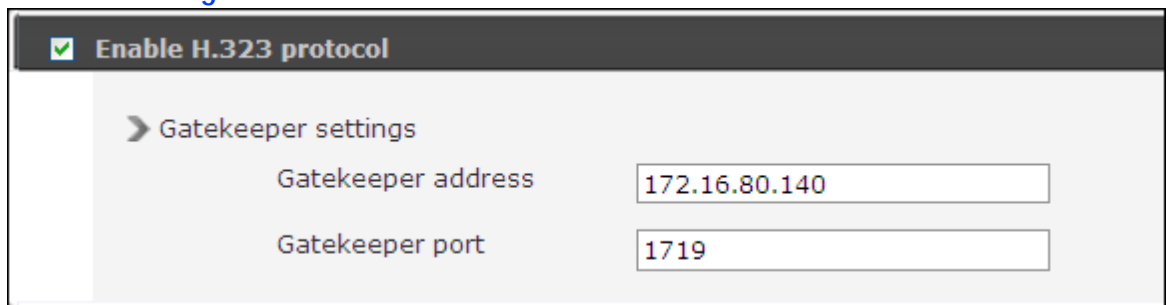 Enable H.323 protocol
Gatekeeper settings
Gatekeeper address
172.16.80.140
Gatekeeper port
1719